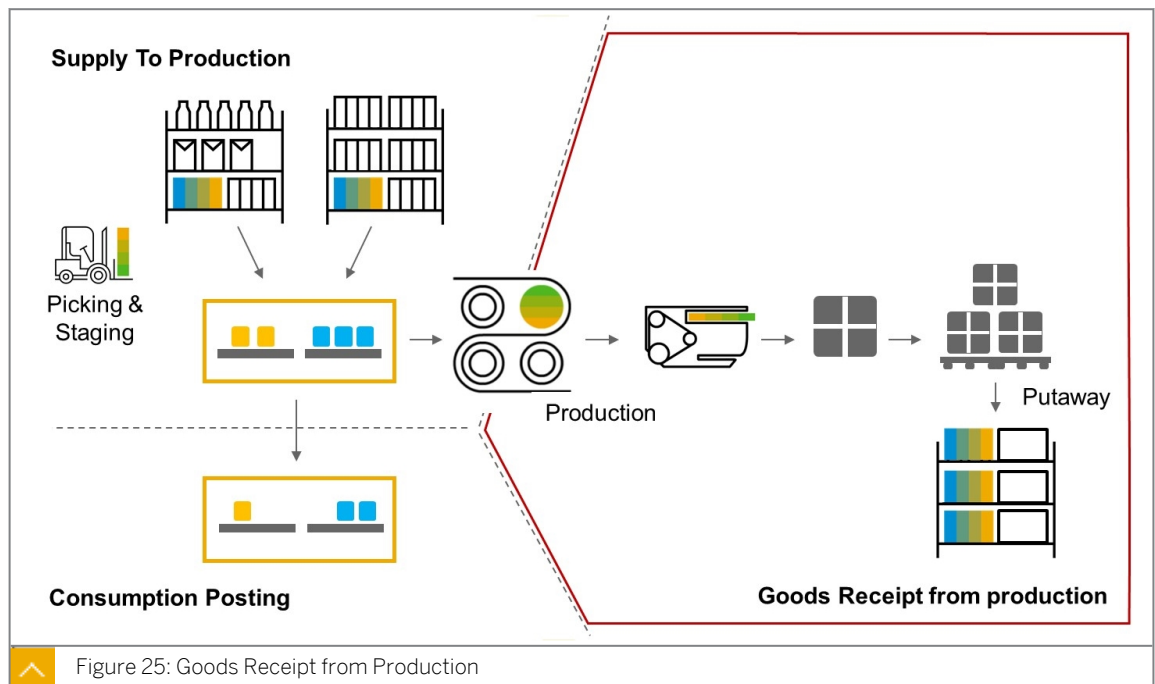 Supply To Production
Picking &
Staging
Production
Putaway
Consumption Posting
Goods Receipt from production
Figure 25: Goods Receipt from Production